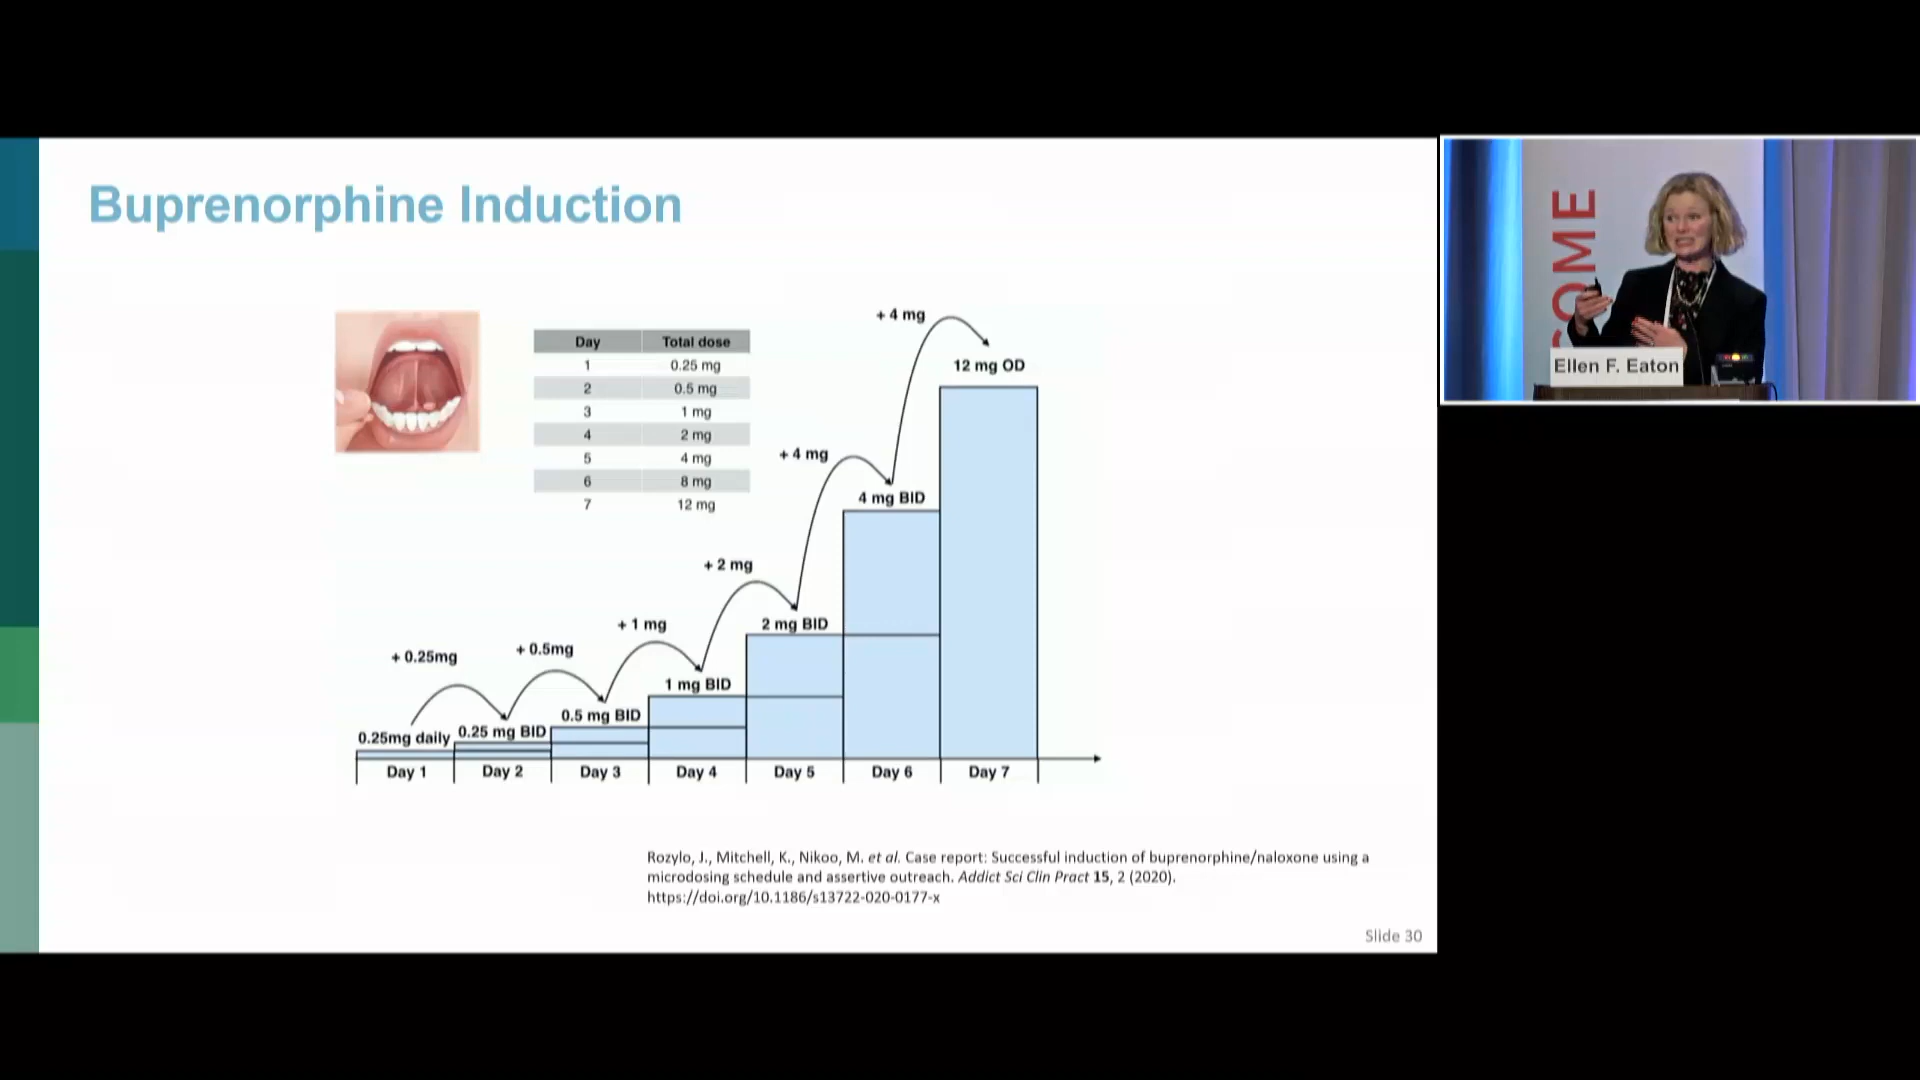 Buprenorphine Induction
Day Total dose
1 0.25 mg
2 0.5 mg
3 1 mg
4 2 mg
5 4 mg
6 8 mg
7 12 mg
+ 0.25mg
+ 0.5mg
+ 1 mg
+ 2 mg
+ 4 mg
+ 4 mg
0.25mg daily
0.25 mg BID
0.5 mg BID
1 mg BID
2 mg BID
4 mg BID
12 mg OD
Day 1 Day 2 Day 3 Day 4 Day 5 Day 6 Day 7
Rozylo, J., Mitchell, K., Nikoo, M. et al. Case report: Successful induction of buprenorphine/naloxone using a
microdosing schedule and assertive outreach. Addict Sci Clin Pract 15, 2 (2020).
https://doi.org/10.1186/s13722-020-0177-x
Slide 30
OME
Ellen F. Eaton